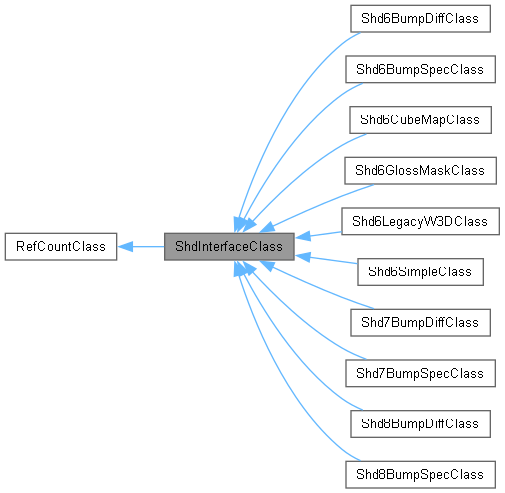 Shd6BumpDiffClass
Shd6BumpSpecClass
Shd6CubeMapClass
Shd6GlossMaskClass
Shd6LegacyW3DClass
RefCountClass
ShdInterfaceClass
Shd6SimpleClass
Shd7BumpDiffClass
Shd7BumpSpecClass
Shd8BumpDiffClass
Shd8BumpSpecClass